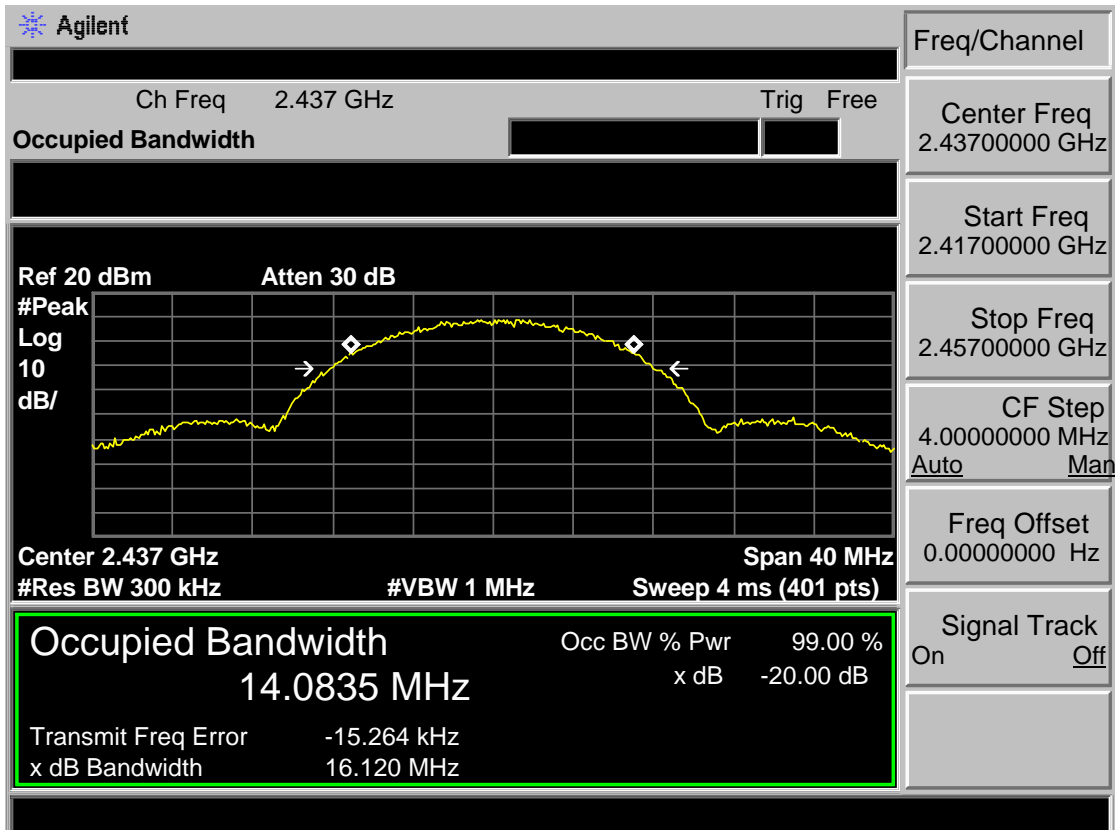 Agilent
Freq/Channel
Ch Freq 2.437 GHz Trig Free
Occupied Bandwidth
Center Freq
2.43700000 GHz
Start Freq
2.41700000 GHz
Stop Freq
2.45700000 GHz
CF Step
4.00000000 MHz
Auto Man
Freq Offset
0.00000000 Hz
Signal Track
On Off
Ref 20 dBm Atten 30 dB
#Peak
Log
10
dB/
Center 2.437 GHz Span 40 MHz
#Res BW 300 kHz #VBW 1 MHz Sweep 4 ms (401 pts)
Occupied Bandwidth Occ BW % Pwr 99.00 %
14.0835 MHz x dB -20.00 dB
Transmit Freq Error -15.264 kHz
x dB Bandwidth 16.120 MHz